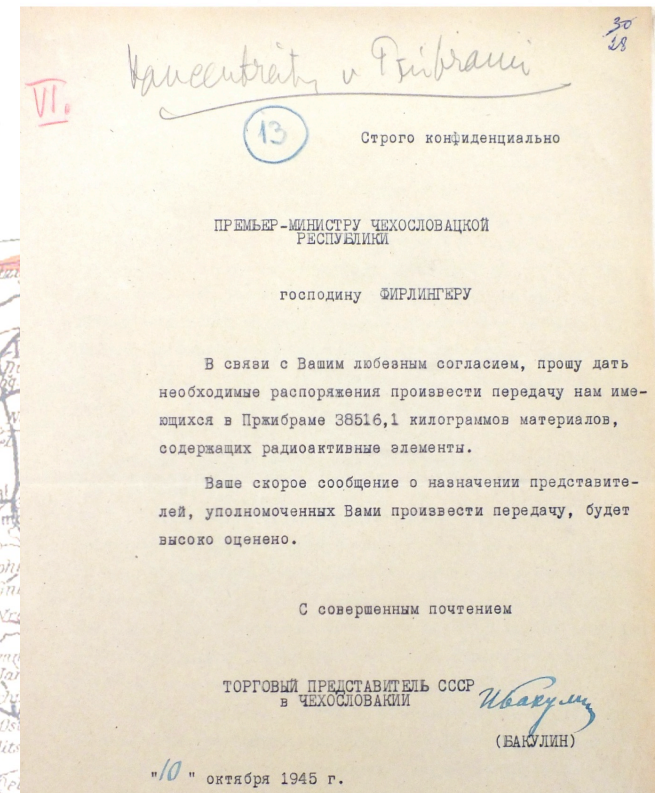 30
28
Koncentráty v Příbrami
VI.
13
Строго конфиденциально
ПРЕМЬЕР-МИНИСТРУ ЧЕХОСЛОВАЦКОЙ
РЕСПУБЛИКИ
господину ФИРЛИНГЕРУ
В связи с Вашим любезным согласием, прошу дать
необходимые распоряжения произвести передачу нам име-
ющихся в Пржибраме 38516,1 килограммов материалов,
содержащих радиоактивные элементы.
Ваше скорое сообщение о назначении представите-
лей, уполномоченных Вами произвести передачу, будет
высоко оценено.
С совершенным почтением
ТОРГОВЫЙ ПРЕДСТАВИТЕЛЬ СССР
в ЧЕХОСЛОВАКИИ
ИБакулин
(БАКУЛИН)
"10" октября 1945 г.